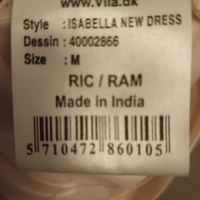 www.vila.dk
Style : ISABELLA NEW DRESS
Dessin : 40002866
Size : M
RIC / RAM
Made in India
5 710472 860105